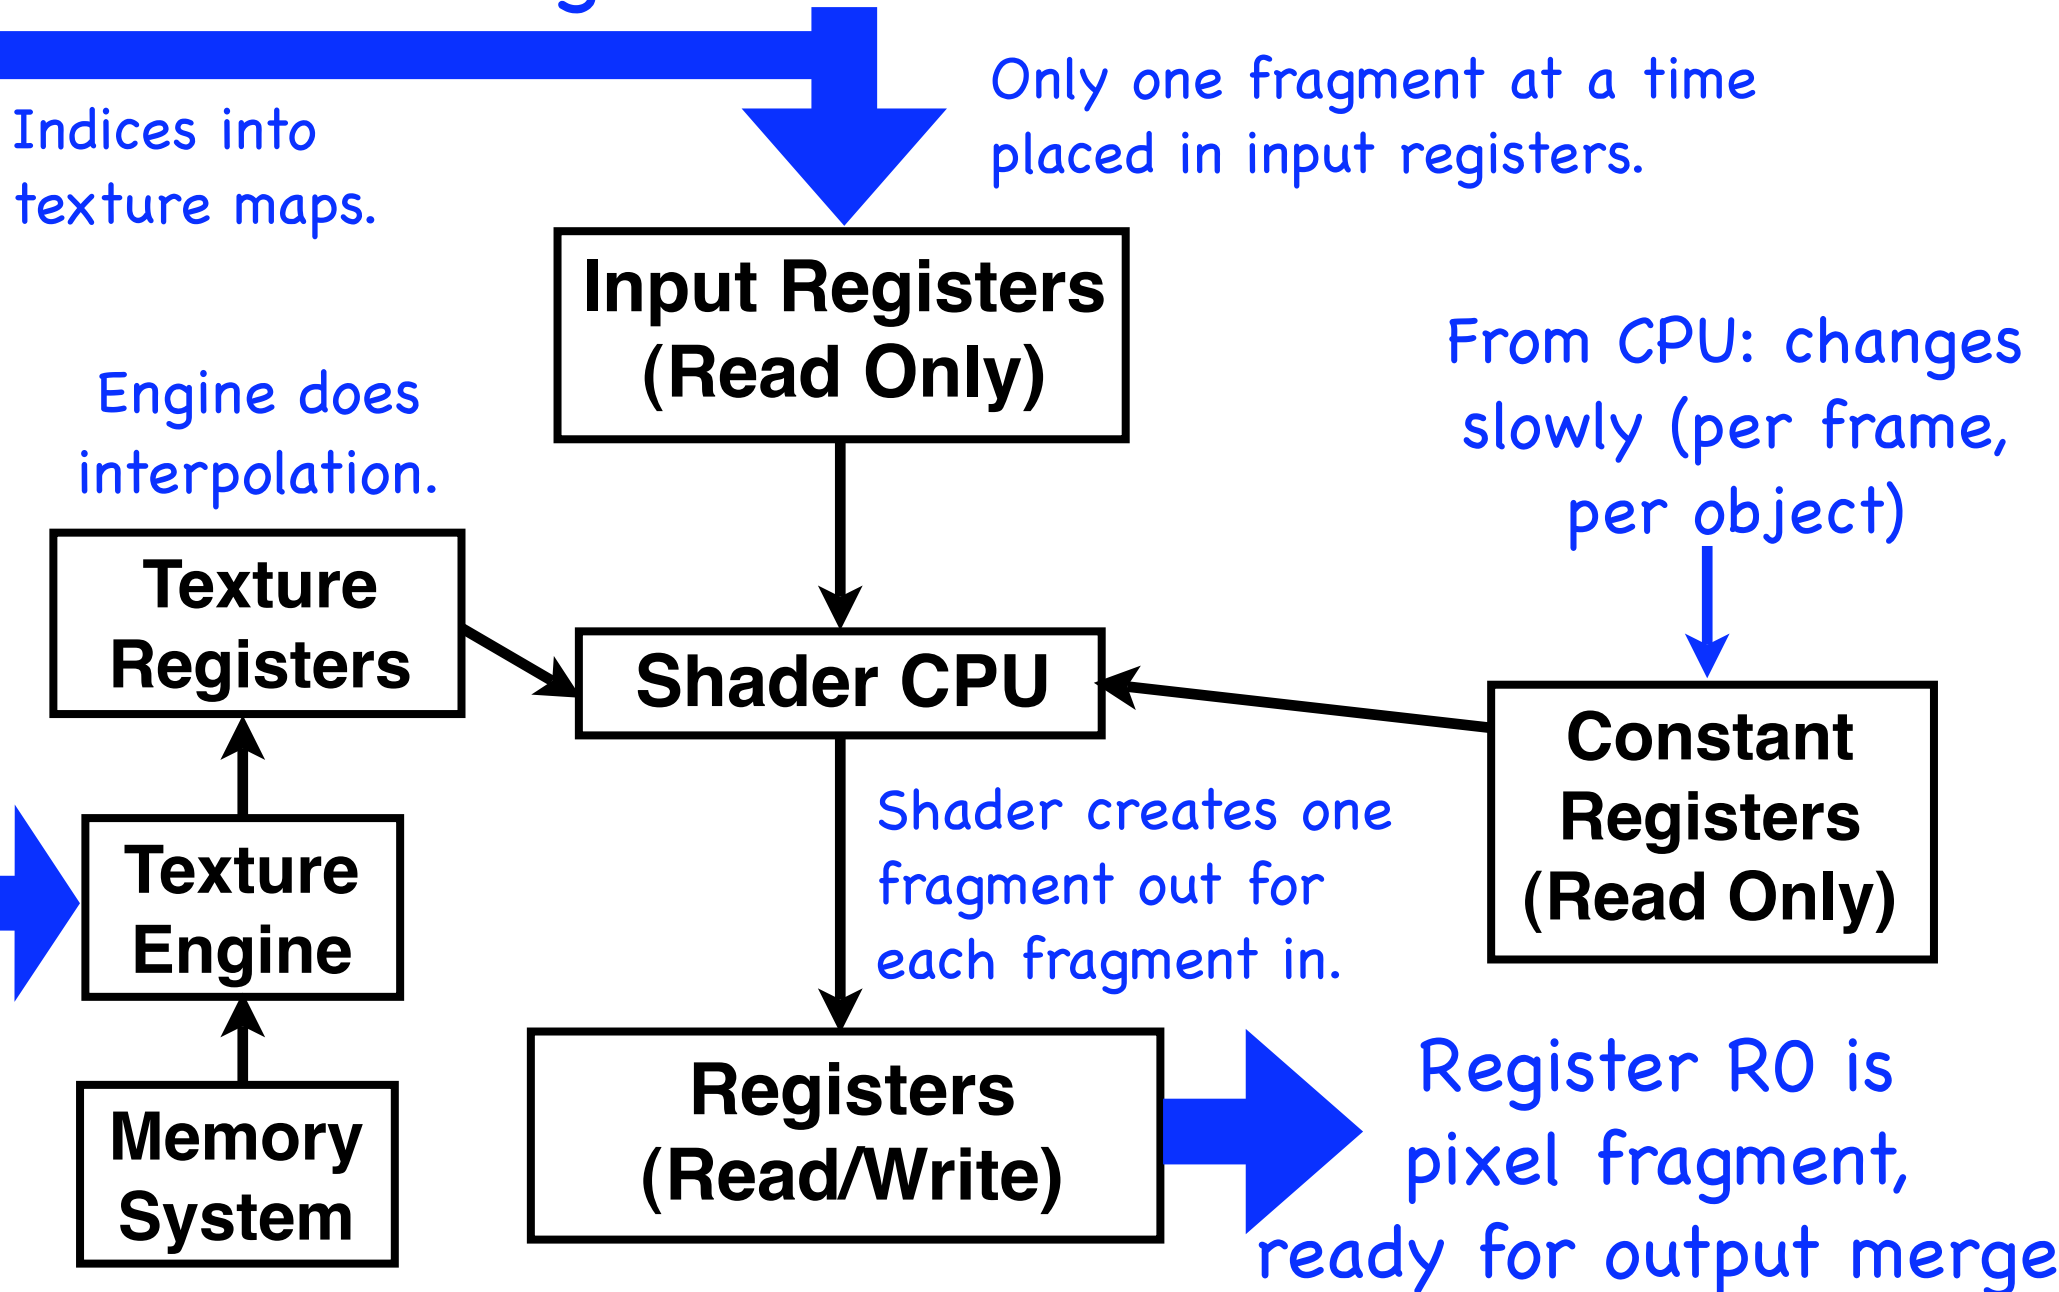 Indices into
texture maps.
Only one fragment at a time
placed in input registers.
Input Registers
(Read Only)
Engine does
interpolation.
From CPU: changes
slowly (per frame,
per object)
Texture
Registers
Shader CPU
Constant
Registers
(Read Only)
Texture
Engine
Shader creates one
fragment out for
each fragment in.
Memory
System
Registers
(Read/Write)
Register R0 is
pixel fragment,
ready for output merge